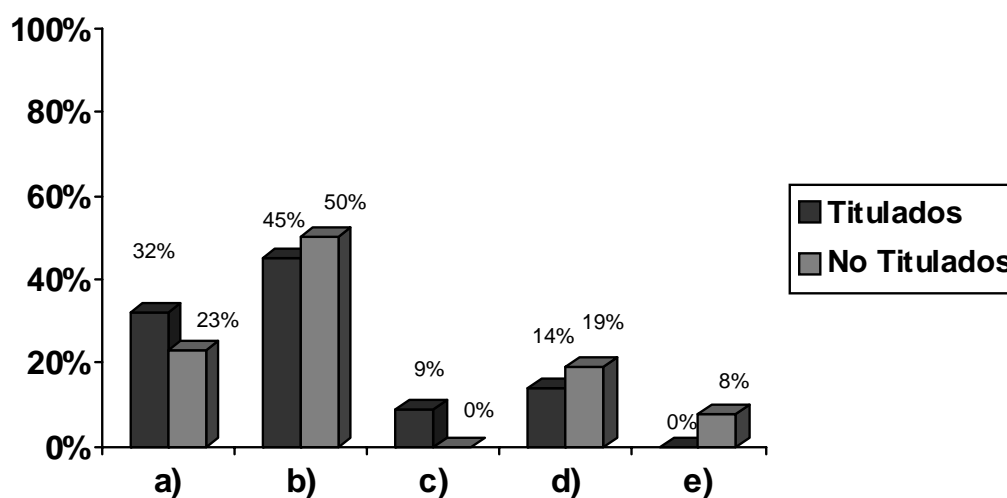 100%
80%
60%
40%
20%
0%
32%
23%
45%
50%
9%
0%
14%
19%
0%
8%
a)
b)
c)
d)
e)
Titulados
No Titulados